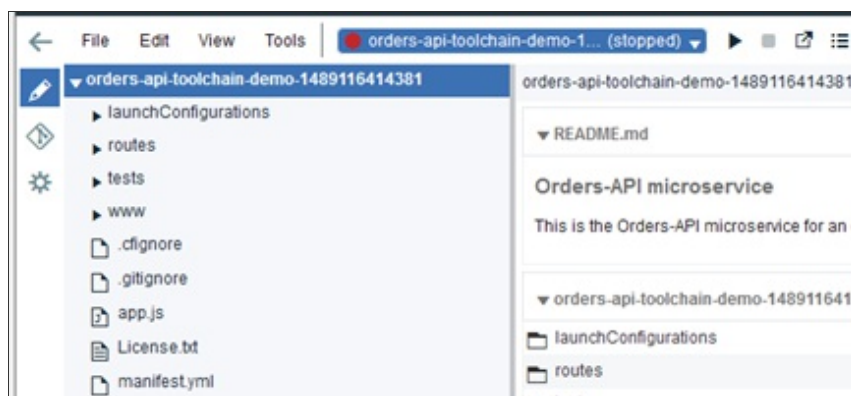 File Edit View Tools orders-api-toolchain-demo-1... (stopped)
orders-api-toolchain-demo-1489116414381
launchConfigurations
routes
tests
www
.cfignore
.gitignore
app.js
License.txt
manifest.yml
orders-api-toolchain-demo-1489116414381
README.md
Orders-API microservice
This is the Orders-API microservice for an
orders-api-toolchain-demo-148911641
launchConfigurations
routes